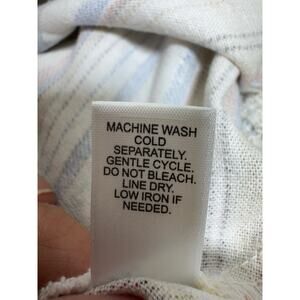 MACHINE WASH
COLD
SEPARATELY.
GENTLE CYCLE.
DO NOT BLEACH.
LINE DRY.
LOW IRON IF
NEEDED.